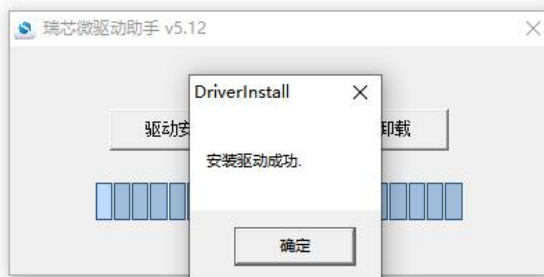 瑞芯微驱动助手 v5.12
DriverInstall
驱动安
卸载
安装驱动成功.
确定